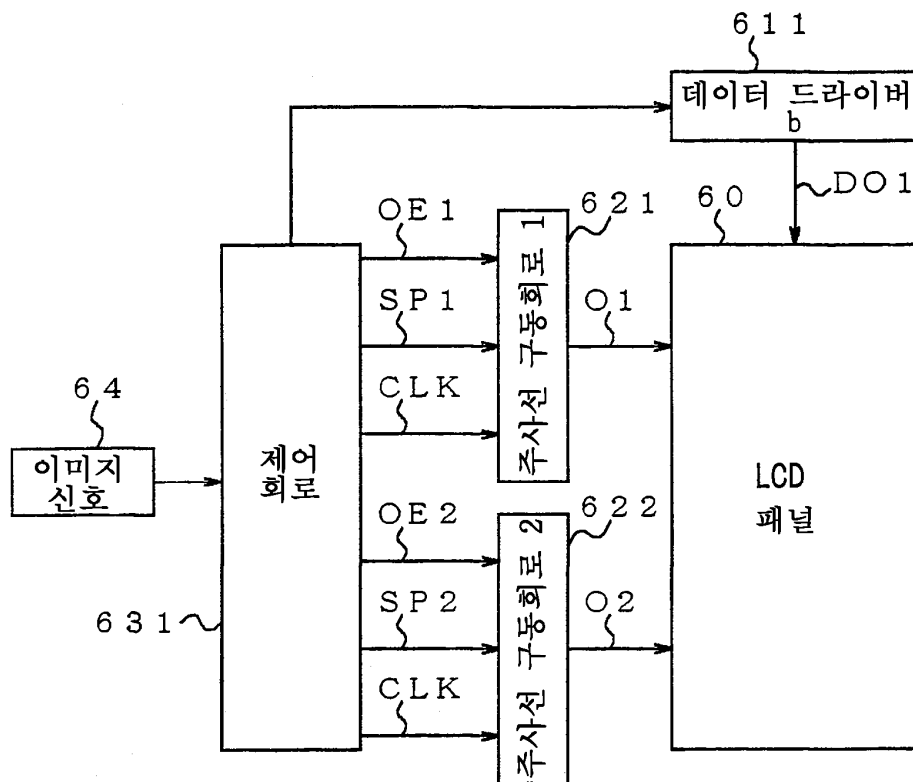 611
데이터 드라이버
b
DO1
60
OE1
621
SP1
O1
CLK
주사선 구동회로 1
64
이미지
신호
제어
회로
LCD
패널
OE2
622
SP2
O2
631
CLK
주사선 구동회로 2